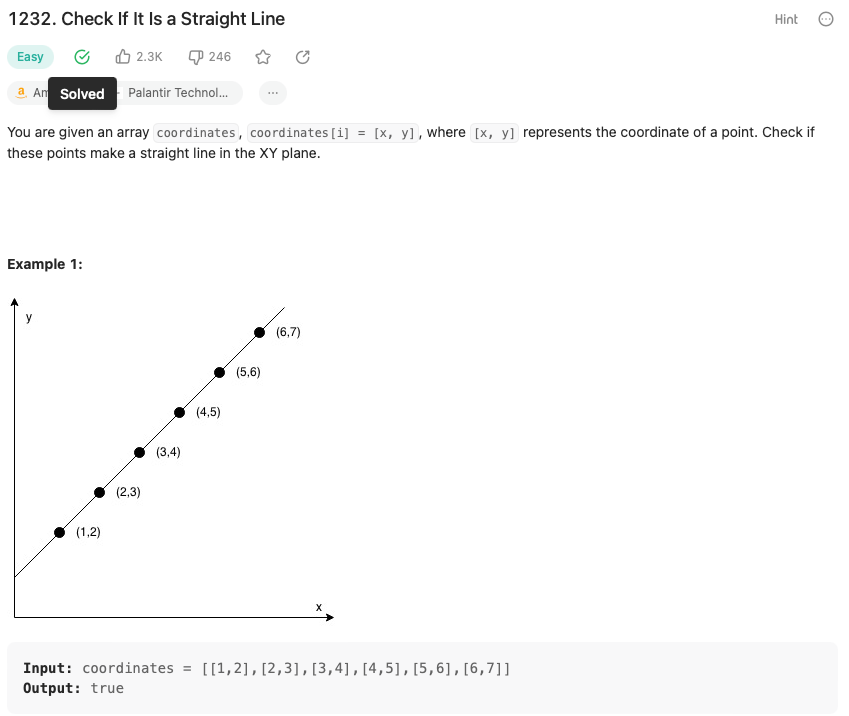 1232. Check If It Is a Straight Line
Hint
Easy
2.3K
246
Solved
Palantir Technol...
You are given an array coordinates, coordinates[i] = [x, y], where [x, y] represents the coordinate of a point. Check if
these points make a straight line in the XY plane.
Example 1:
y
(6,7)
(5,6)
(4,5)
(3,4)
(2,3)
(1,2)
x
Input: coordinates = [[1,2],[2,3],[3,4],[4,5],[5,6],[6,7]]
Output: true